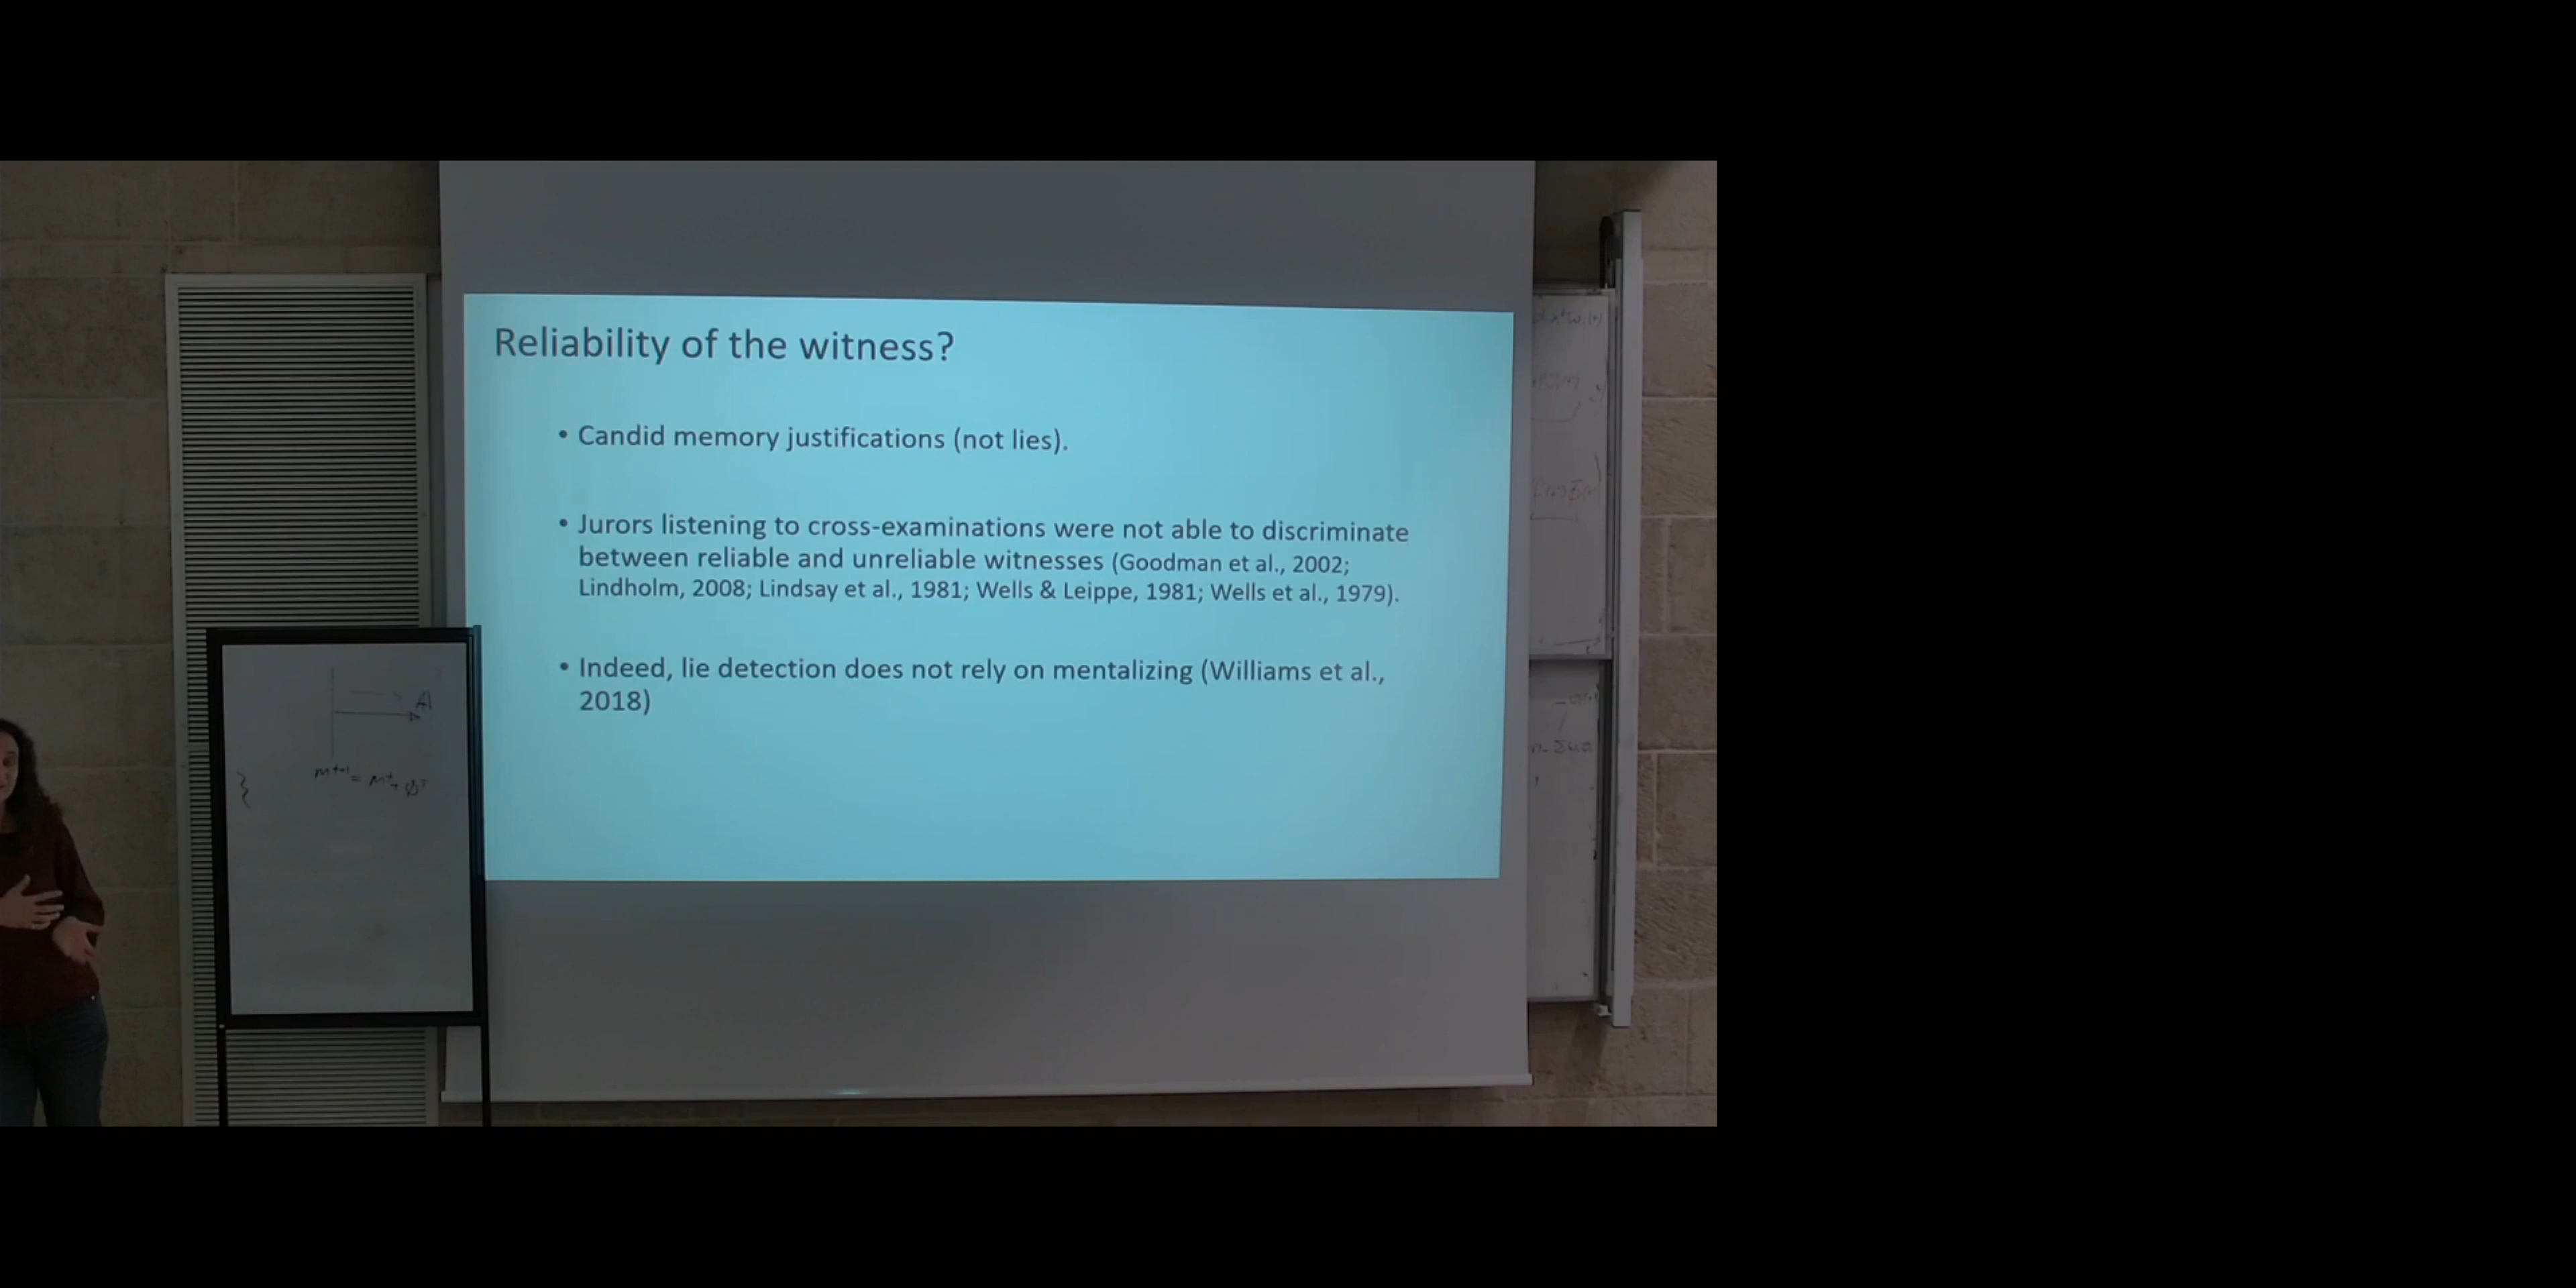 Reliability of the witness?
• Candid memory justifications (not lies).
• Jurors listening to cross-examinations were not able to discriminate
between reliable and unreliable witnesses (Goodman et al., 2002;
Lindholm, 2008; Lindsay et al., 1981; Wells & Leippe, 1981; Wells et al., 1979).
• Indeed, lie detection does not rely on mentalizing (Williams et al.,
2018)
A